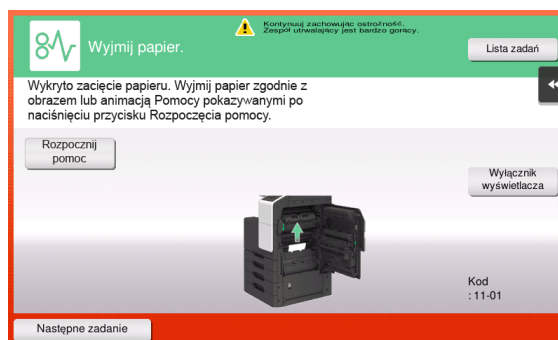 Wyjmij papier.
Kontynuuj zachowując ostrożność.
Zespół utrwalający jest bardzo gorący.
Lista zadań
Wykryto zacięcie papieru. Wyjmij papier zgodnie z
obrazem lub animacją Pomocy pokazywanymi po
naciśnięciu przycisku Rozpoczęcia pomocy.
Rozpocznij
pomoc
Wyłącznik
wyświetlacza
Kod
: 11-01
Następne zadanie